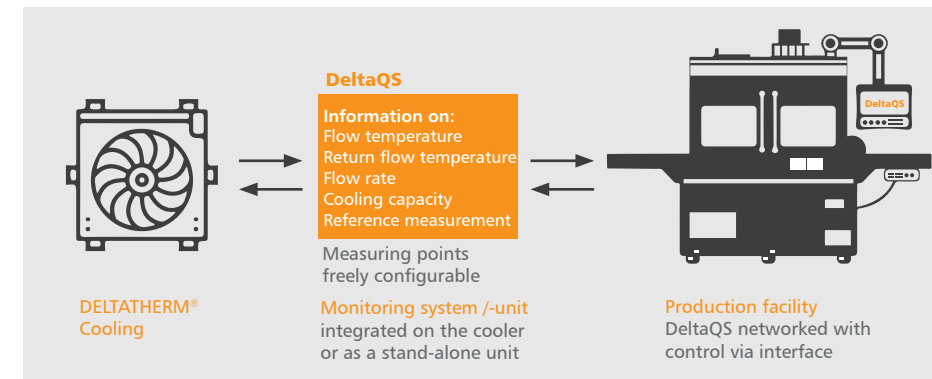 DeltaQS
Information on:
Flow temperature
Return flow temperature
Flow rate
Cooling capacity
Reference measurement
Measuring points
freely configurable
DeltaQS
DELTATHERM®
Cooling
Monitoring system /-unit
integrated on the cooler
or as a stand-alone unit
Production facility
DeltaQS networked with
control via interface